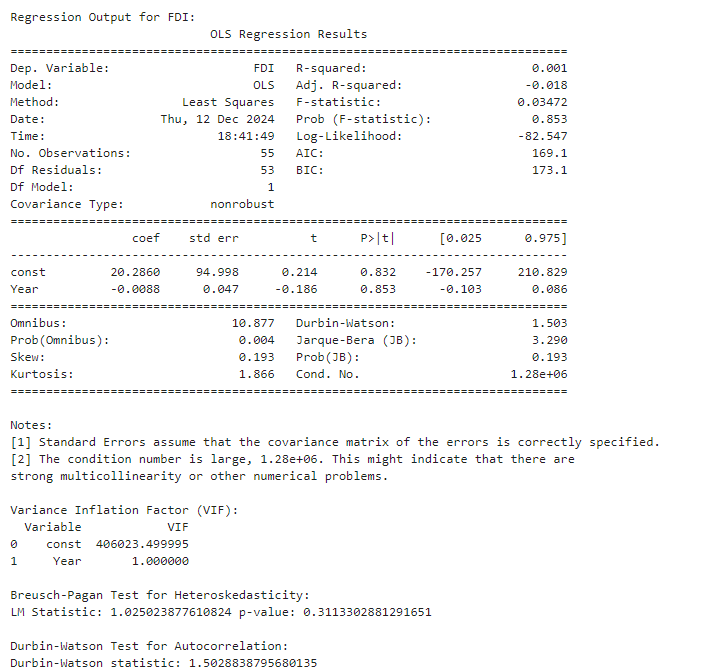 Regression Output for FDI:
                            OLS Regression Results
==============================================================================
Dep. Variable:                    FDI   R-squared:                       0.001
Model:                            OLS   Adj. R-squared:                 -0.018
Method:                 Least Squares   F-statistic:                   0.03472
Date:                Thu, 12 Dec 2024   Prob (F-statistic):              0.853
Time:                        18:41:49   Log-Likelihood:                -82.547
No. Observations:                  55   AIC:                             169.1
Df Residuals:                      53   BIC:                             173.1
Df Model:                           1
Covariance Type:            nonrobust
==============================================================================
                 coef    std err          t      P>|t|      [0.025      0.975]
------------------------------------------------------------------------------
const         20.2860     94.998      0.214      0.832    -170.257     210.829
Year          -0.0088      0.047     -0.186      0.853      -0.103       0.086
==============================================================================
Omnibus:                       10.877   Durbin-Watson:                   1.503
Prob(Omnibus):                  0.004   Jarque-Bera (JB):                3.290
Skew:                           0.193   Prob(JB):                        0.193
Kurtosis:                       1.866   Cond. No.                     1.28e+06
==============================================================================
Notes:
[1] Standard Errors assume that the covariance matrix of the errors is correctly specified.
[2] The condition number is large, 1.28e+06. This might indicate that there are
strong multicollinearity or other numerical problems.
Variance Inflation Factor (VIF):
  Variable            VIF
0    const  406023.499995
1     Year       1.000000
Breusch-Pagan Test for Heteroskedasticity:
LM Statistic: 1.025023877610824 p-value: 0.3113302881291651
Durbin-Watson Test for Autocorrelation:
Durbin-Watson statistic: 1.5028838795680135